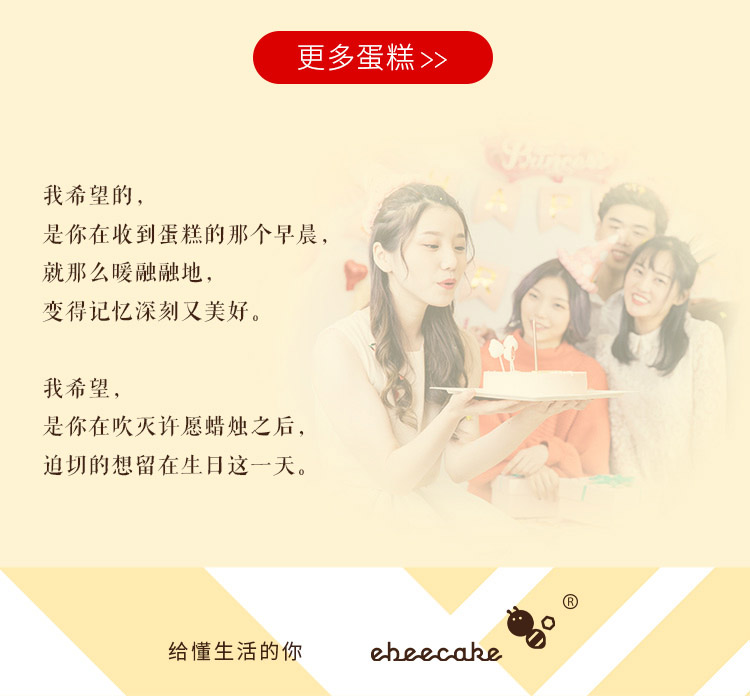 更多蛋糕>>
Princess
我希望的，
是你在收到蛋糕的那个早晨，
就那么暖融融地，
变得记忆深刻又美好。
我希望，
是你在吹灭许愿蜡烛之后，
迫切的想留在生日这一天。
给懂生活的你
ebeecake ®